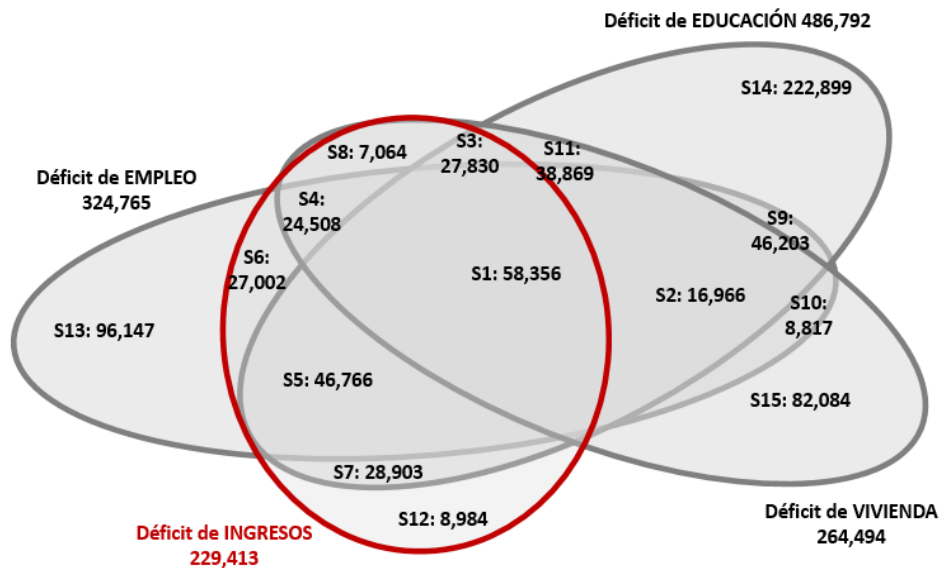 Déficit de EDUCACIÓN 486,792
S14: 222,899
S3:
27,830
S11:
38,869
S8: 7,064
Déficit de EMPLEO
324,765
S4:
24,508
S9:
46,203
S6:
27,002
S1: 58,356
S2: 16,966
S10:
8,817
S13: 96,147
S5: 46,766
S15: 82,084
S7: 28,903
S12: 8,984
Déficit de INGRESOS
229,413
Déficit de VIVIENDA
264,494